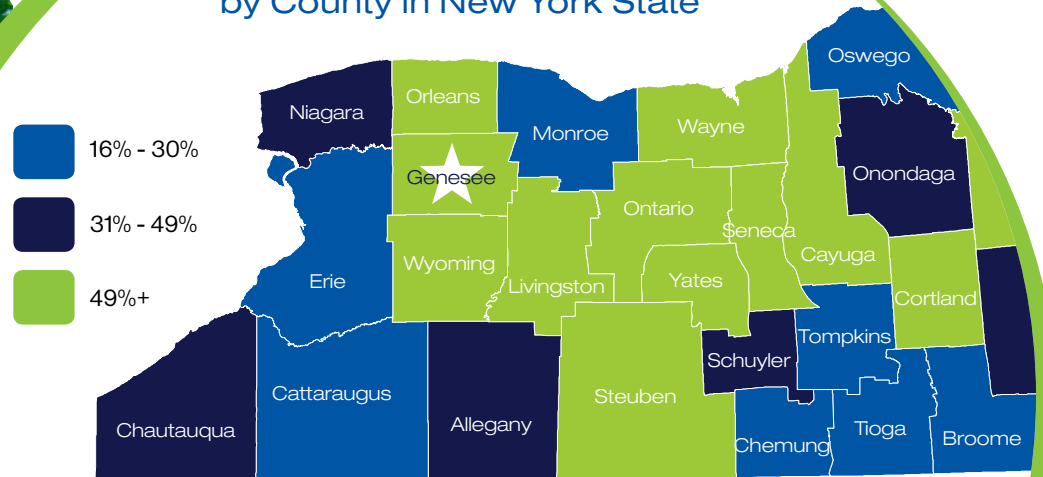 by County in New York State
16% - 30%
31% - 49%
49%+
Oswego
Niagara
Orleans
Monroe
Wayne
Onondaga
Genesee
Ontario
Seneca
Cayuga
Wyoming
Livingston
Yates
Erie
Cortland
Tompkins
Schuyler
Cattaraugus
Steuben
Chautauqua
Allegany
Chemung
Tioga
Broome